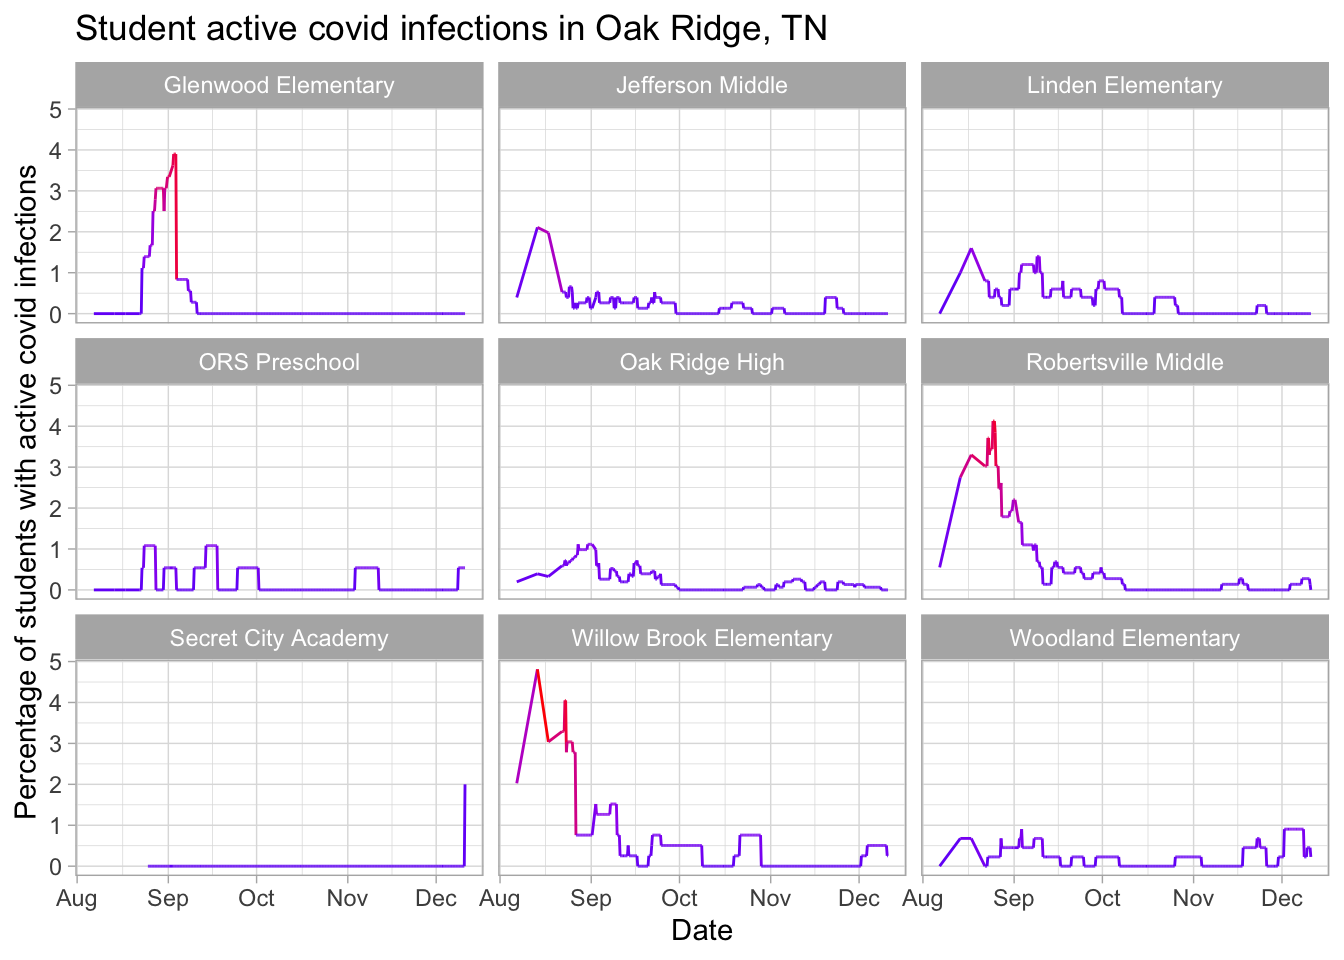 Student active covid infections in Oak Ridge, TN
Glenwood Elementary
Jefferson Middle
Linden Elementary
5
4
3
2
1
0
ORS Preschool
Oak Ridge High
Robertsville Middle
5
4
3
2
1
0
Secret City Academy
Willow Brook Elementary
Woodland Elementary
5
4
3
2
1
0
Aug Sep Oct Nov Dec
Aug Sep Oct Nov Dec
Aug Sep Oct Nov Dec
Date
Percentage of students with active covid infections